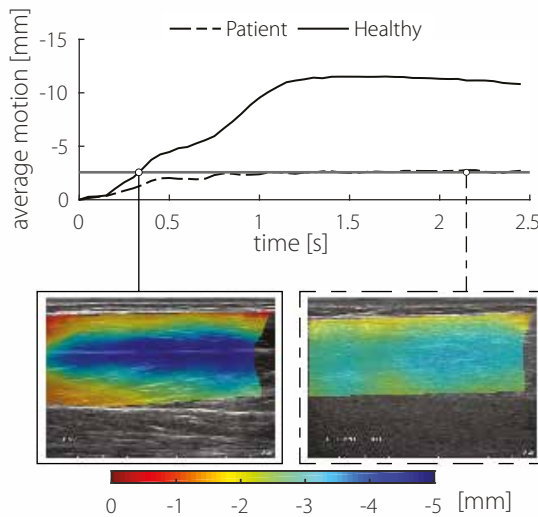 Patient Healthy
average motion [mm]
-15
-10
-5
0
0 0.5 1 1.5 2 2.5
time [s]
0 -1 -2 -3 -4 -5 [mm]